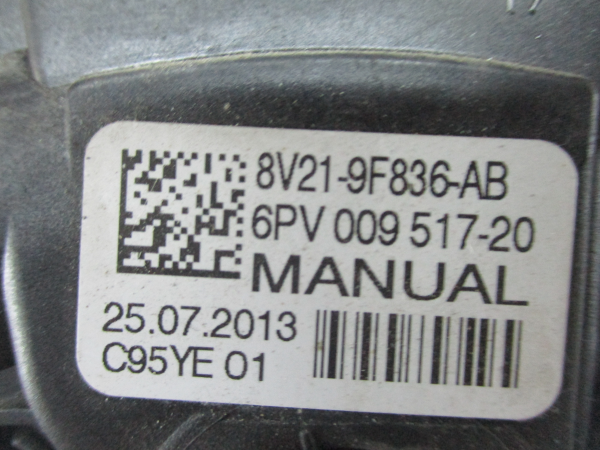 8V21-9F836-AB
6PV 009 517-20
MANUAL
25.07.2013
C95YE 01